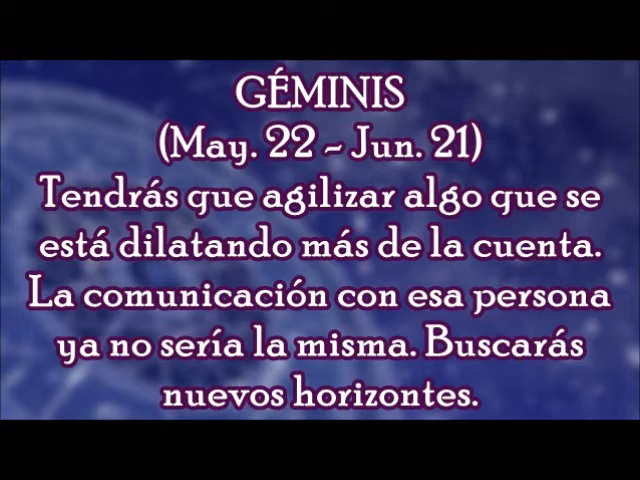 GÉMINIS
(May. 22 - Jun. 21)
Tendrás que agilizar algo que se
está dilatando más de la cuenta.
La comunicación con esa persona
ya no sería la misma. Buscarás
nuevos horizontes.